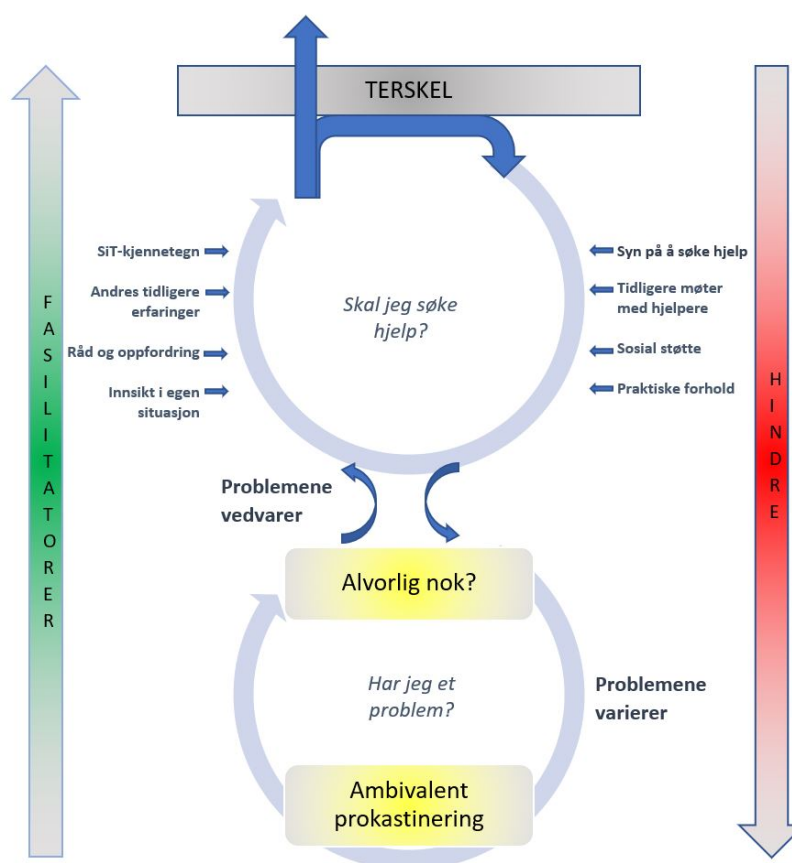 TERSKEL
FASILITATORER
SiT-kjennetegn
Andres tidligere
erfaringer
Råd og oppfordring
Innsikt i egen
situasjon
Skal jeg søke
hjelp?
Syn på å søke hjelp
Tidligere møter
med hjelpere
Sosial støtte
Praktiske forhold
HINDRE
Problemene
vedvarer
Alvorlig nok?
Har jeg et
problem?
Problemene
varierer
Ambivalent
prokastinering